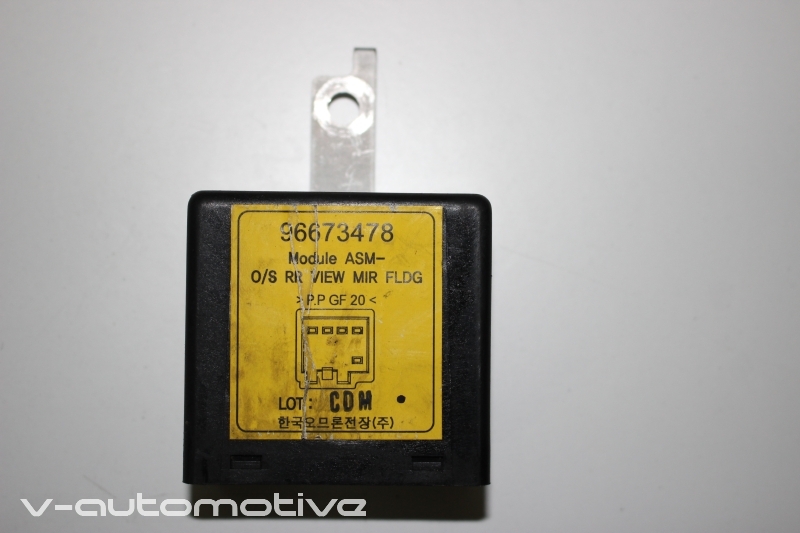 96673478
Module ASM-
O/S RR VIEW MIR FLDG
> P.P GF 20 <
LOT: CDM •
한국오므론전장(주)
v-automotive